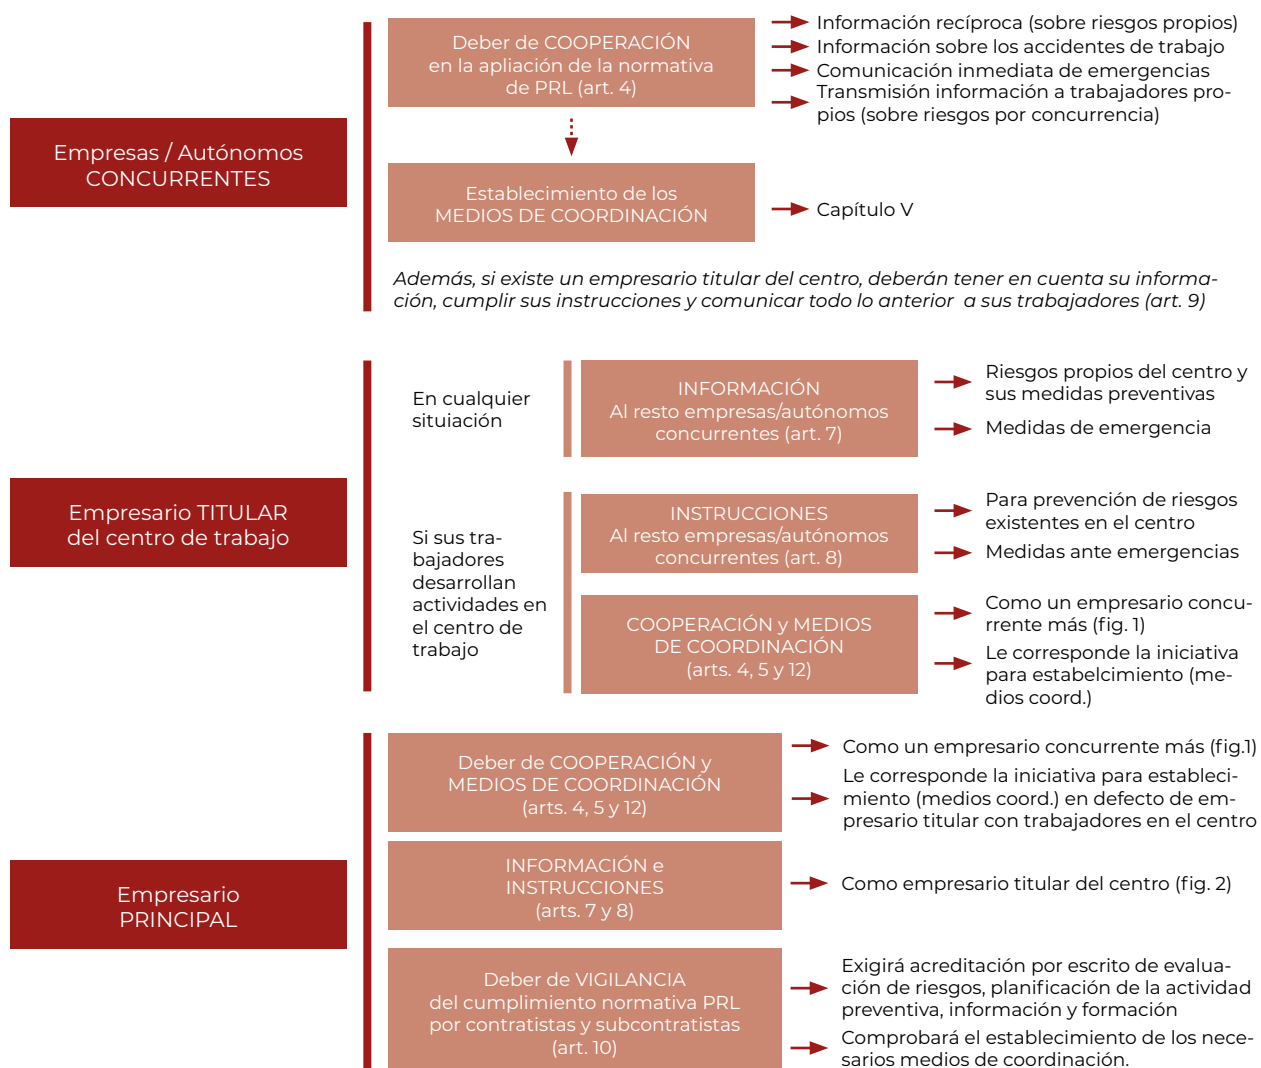 Empresas / Autónomos
CONCURRENTES
Deber de COOPERACIÓN
en la apliación de la normativa
de PRL (art. 4)
Información recíproca (sobre riesgos propios)
Información sobre los accidentes de trabajo
Comunicación inmediata de emergencias
Transmisión información a trabajadores pro-
pios (sobre riesgos por concurrencia)
Establecimiento de los
MEDIOS DE COORDINACIÓN
Capítulo V
Además, si existe un empresario titular del centro, deberán tener en cuenta su informa-
ción, cumplir sus instrucciones y comunicar todo lo anterior a sus trabajadores (art. 9)
Empresario TITULAR
del centro de trabajo
En cualquier
situiación
INFORMACIÓN
Al resto empresas/autónomos
concurrentes (art. 7)
Riesgos propios del centro y
sus medidas preventivas
Medidas de emergencia
Si sus tra-
bajadores
desarrollan
actividades en
el centro de
trabajo
INSTRUCCIONES
Al resto empresas/autónomos
concurrentes (art. 8)
Para prevención de riesgos
existentes en el centro
Medidas ante emergencias
COOPERACIÓN y MEDIOS
DE COORDINACIÓN
(arts. 4, 5 y 12)
Como un empresario concu-
rrente más (fig. 1)
Le corresponde la iniciativa
para estabelcimiento (me-
dios coord.)
Empresario
PRINCIPAL
Deber de COOPERACIÓN y
MEDIOS DE COORDINACIÓN
(arts. 4, 5 y 12)
Como un empresario concurrente más (fig.1)
Le corresponde la iniciativa para estableci-
miento (medios coord.) en defecto de em-
presario titular con trabajadores en el centro
INFORMACIÓN e
INSTRUCCIONES
(arts. 7 y 8)
Como empresario titular del centro (fig. 2)
Deber de VIGILANCIA
del cumplimiento normativa PRL
por contratistas y subcontratistas
(art. 10)
Exigirá acreditación por escrito de evalua-
ción de riesgos, planificación de la actividad
preventiva, información y formación
Comprobará el establecimiento de los nece-
sarios medios de coordinación.